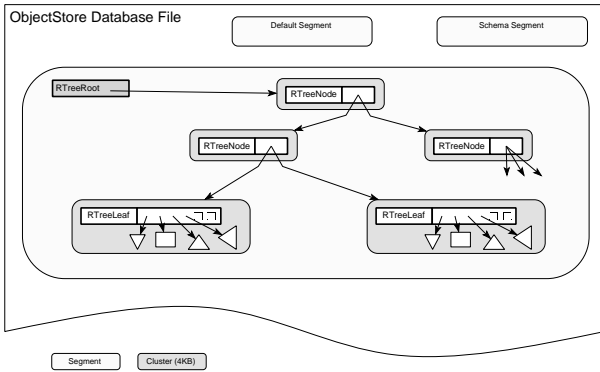 ObjectStore Database File
Default Segment
Schema Segment
RTreeRoot
RTreeNode
RTreeNode
RTreeNode
RTreeLeaf
RTreeLeaf
Segment
Cluster (4KB)